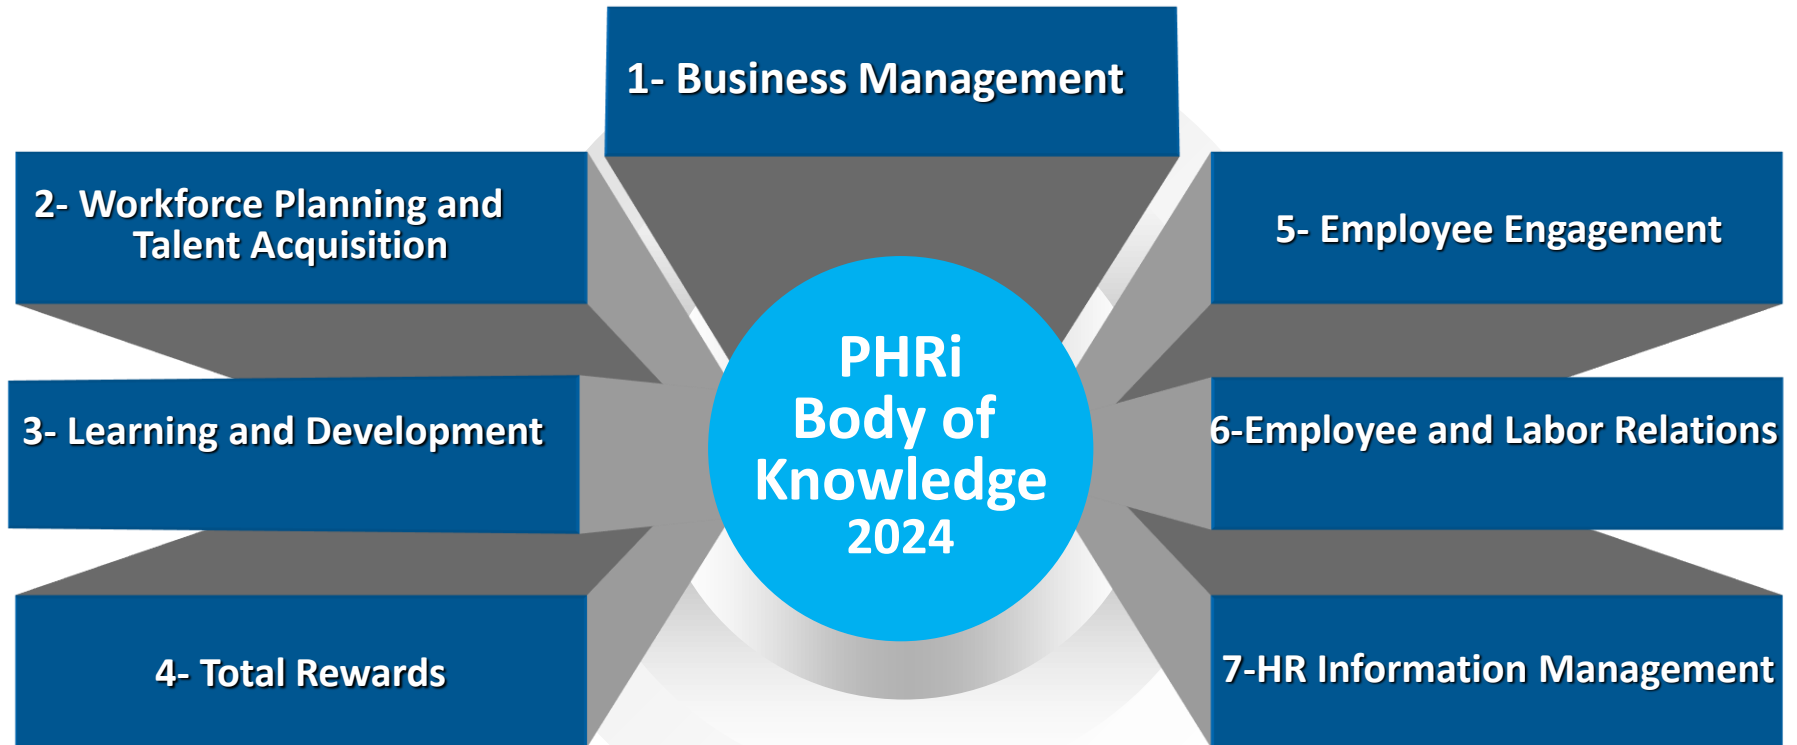 1- Business Management
2- Workforce Planning and
Talent Acquisition
3- Learning and Development
4- Total Rewards
PHRi
Body of
Knowledge
2024
5- Employee Engagement
6-Employee and Labor Relations
7-HR Information Management